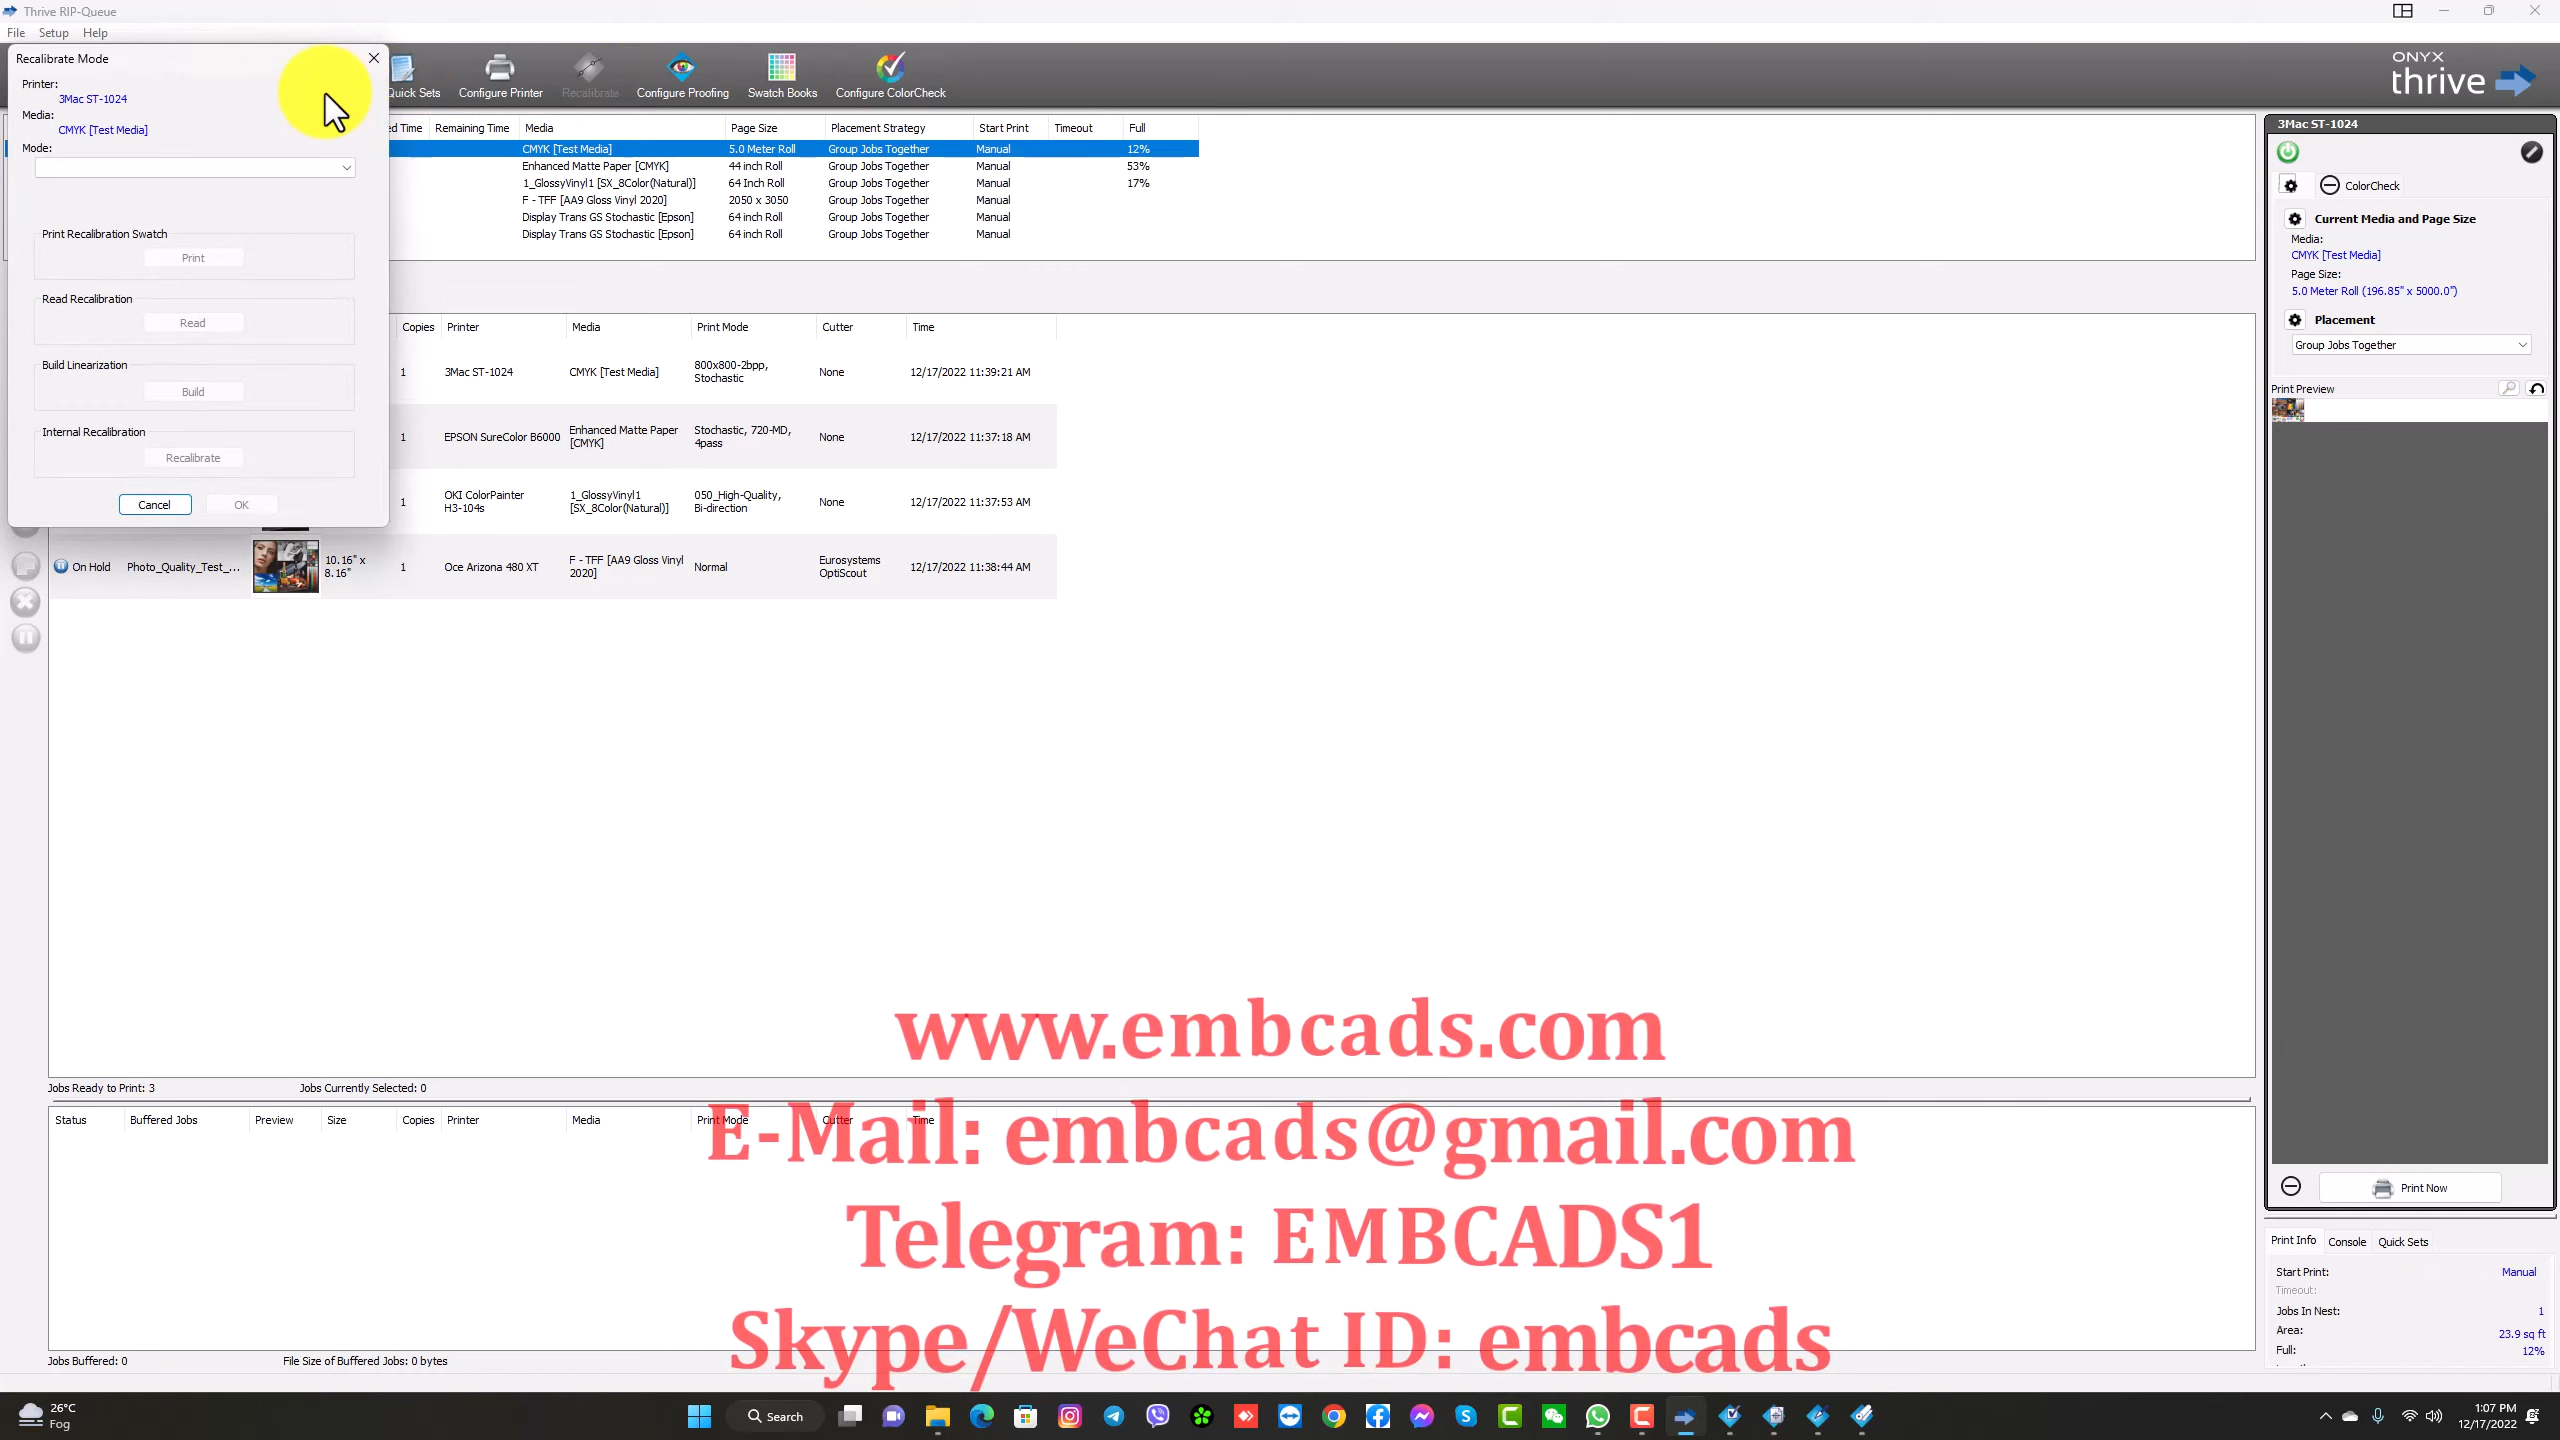 Thrive RIP-Queue
File Setup Help
Recalibrate Mode
Printer:
3Mac ST-1024
Media:
CMYK [Test Media]
Mode:
Print Recalibration Swatch
Print
Read Recalibration
Read
Build Linearization
Build
Internal Recalibration
Recalibrate
Cancel OK
Quick Sets Configure Printer Recalibrate Configure Proofing Swatch Books Configure ColorCheck
ONYX
thrive
Time Remaining Time Media Page Size Placement Strategy Start Print Timeout Full
CMYK [Test Media] 5.0 Meter Roll Group Jobs Together Manual 12%
Enhanced Matte Paper [CMYK] 44 inch Roll Group Jobs Together Manual 53%
1_GlossyVinyl1 [SX_8Color(Natural)] 64 Inch Roll Group Jobs Together Manual 17%
F - TFF [AA9 Gloss Vinyl 2020] 2050 x 3050 Group Jobs Together Manual
Display Trans GS Stochastic [Epson] 64 inch Roll Group Jobs Together Manual
Display Trans GS Stochastic [Epson] 64 inch Roll Group Jobs Together Manual
Copies Printer Media Print Mode Cutter Time
1 3Mac ST-1024 CMYK [Test Media] 800x800-2bpp, Stochastic None 12/17/2022 11:39:21 AM
1 EPSON SureColor B6000 Enhanced Matte Paper [CMYK] Stochastic, 720-MD, 4pass None 12/17/2022 11:37:18 AM
1 OKI ColorPainter H3-104s 1_GlossyVinyl1 [SX_8Color(Natural)] 050_High-Quality, Bi-direction None 12/17/2022 11:37:53 AM
On Hold Photo_Quality_Test_... 10.16" x 8.16" 1 Oce Arizona 480 XT F - TFF [AA9 Gloss Vinyl 2020] Normal Eurosystems OptiScout 12/17/2022 11:38:44 AM
Jobs Ready to Print: 3 Jobs Currently Selected: 0
Status Buffered Jobs Preview Size Copies Printer Media Print Mode Cutter Time
Jobs Buffered: 0 File Size of Buffered Jobs: 0 bytes
3Mac ST-1024
ColorCheck
Current Media and Page Size
Media:
CMYK [Test Media]
Page Size:
5.0 Meter Roll (196.85" x 5000.0")
Placement
Group Jobs Together
Print Preview
Print Now
Print Info Console Quick Sets
Start Print: Manual
Timeout:
Jobs In Nest: 1
Area: 23.9 sq ft
Full: 12%
www.embcads.com
E-Mail: embcads@gmail.com
Telegram: EMBCADS1
Skype/WeChat ID: embcads
26°C
Fog
Search
1:07 PM
12/17/2022